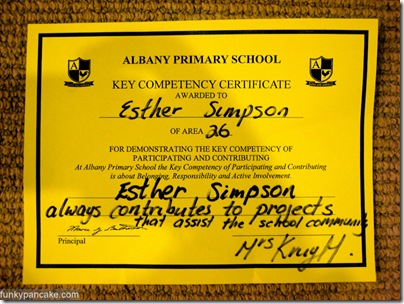 ALBANY PRIMARY SCHOOL
KEY COMPETENCY CERTIFICATE
AWARDED TO
Esther Simpson
OF AREA 26
FOR DEMONSTRATING THE KEY COMPETENCY OF
PARTICIPATING AND CONTRIBUTING
At Albany Primary School the Key Competency of Participating and Contributing
is about Belonging, Responsibility and Active Involvement.
Esther Simpson
always contributes to projects
that assist the school community
Principal
Mrs
funkypancake.com